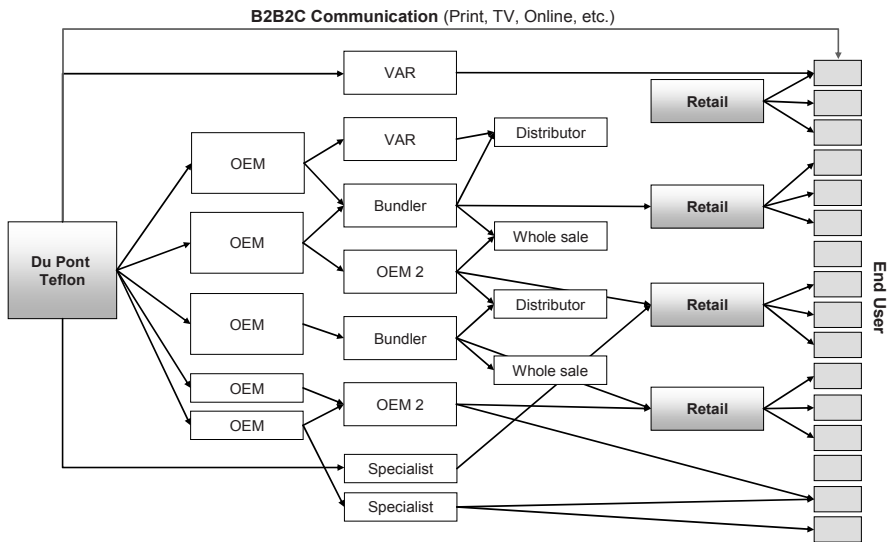 B2B2C Communication (Print, TV, Online, etc.)
VAR
Retail
VAR
Distributor
OEM
Bundler
Retail
OEM
Whole sale
Du Pont
Teflon
OEM 2
Distributor
Retail
End User
OEM
Bundler
Whole sale
OEM
OEM 2
Retail
OEM
Specialist
Specialist